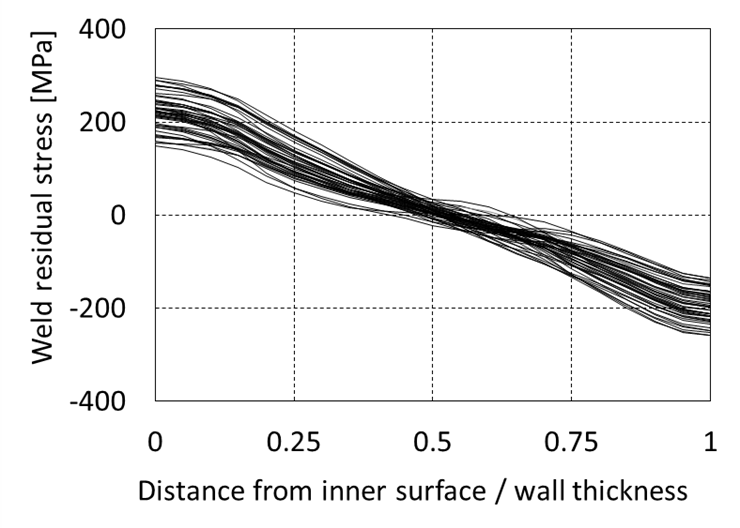 400
200
0
-200
-400
Weld residual stress [MPa]
0 0.25 0.5 0.75 1
Distance from inner surface / wall thickness